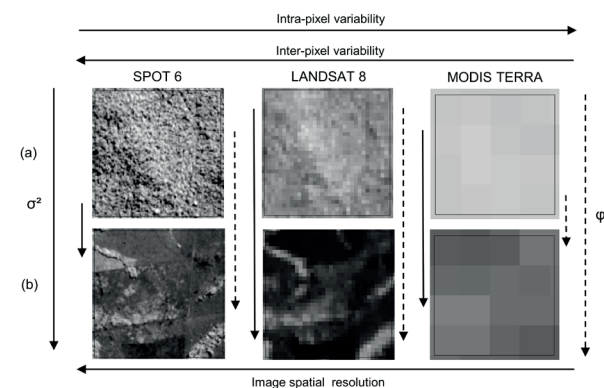 Intra-pixel variability
Inter-pixel variability
SPOT 6 LANDSAT 8 MODIS TERRA
(a)
σ² φ
(b)
Image spatial resolution